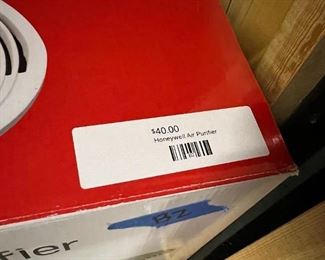 $40.00
Honeywell Air Purifier
B2
fier